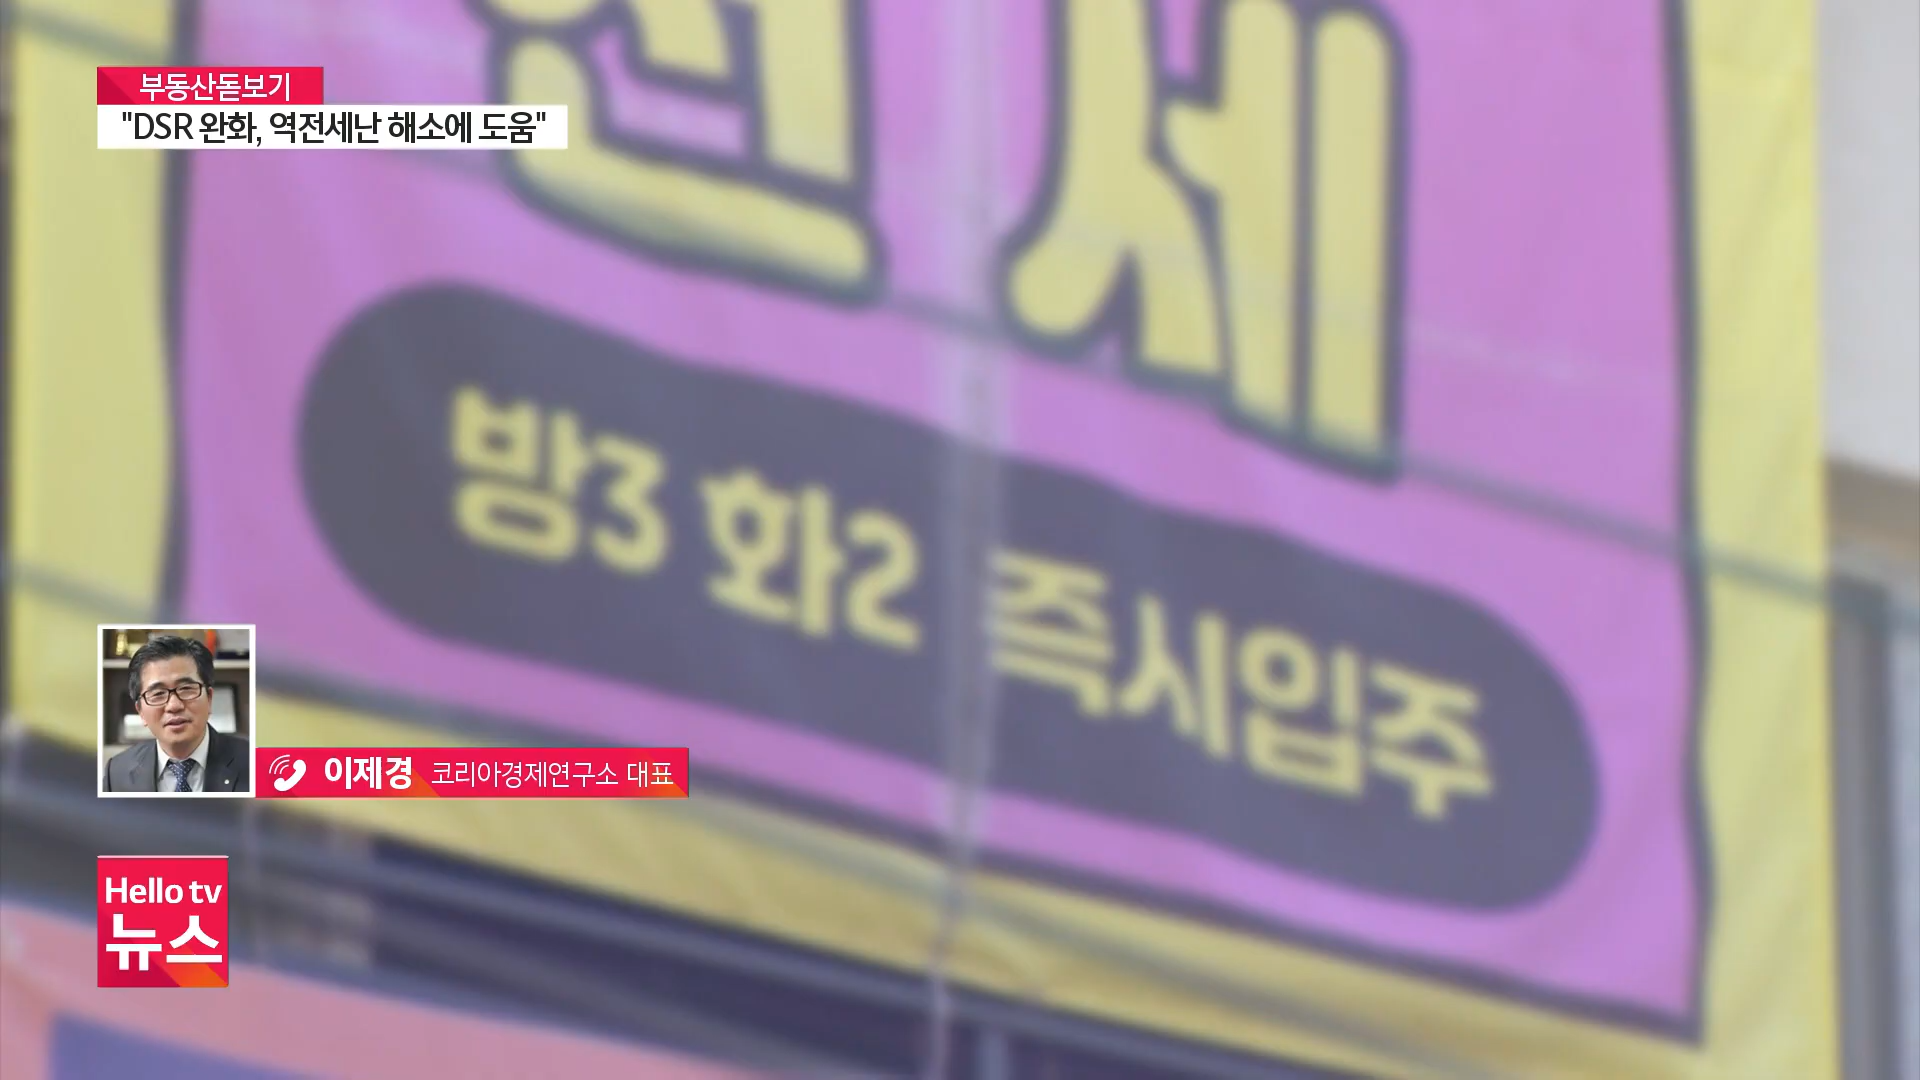 부동산돋보기
"DSR 완화, 역전세난 해소에 도움"
전세
방3 화2 즉시입주
이제경 코리아경제연구소 대표
Hello tv
뉴스